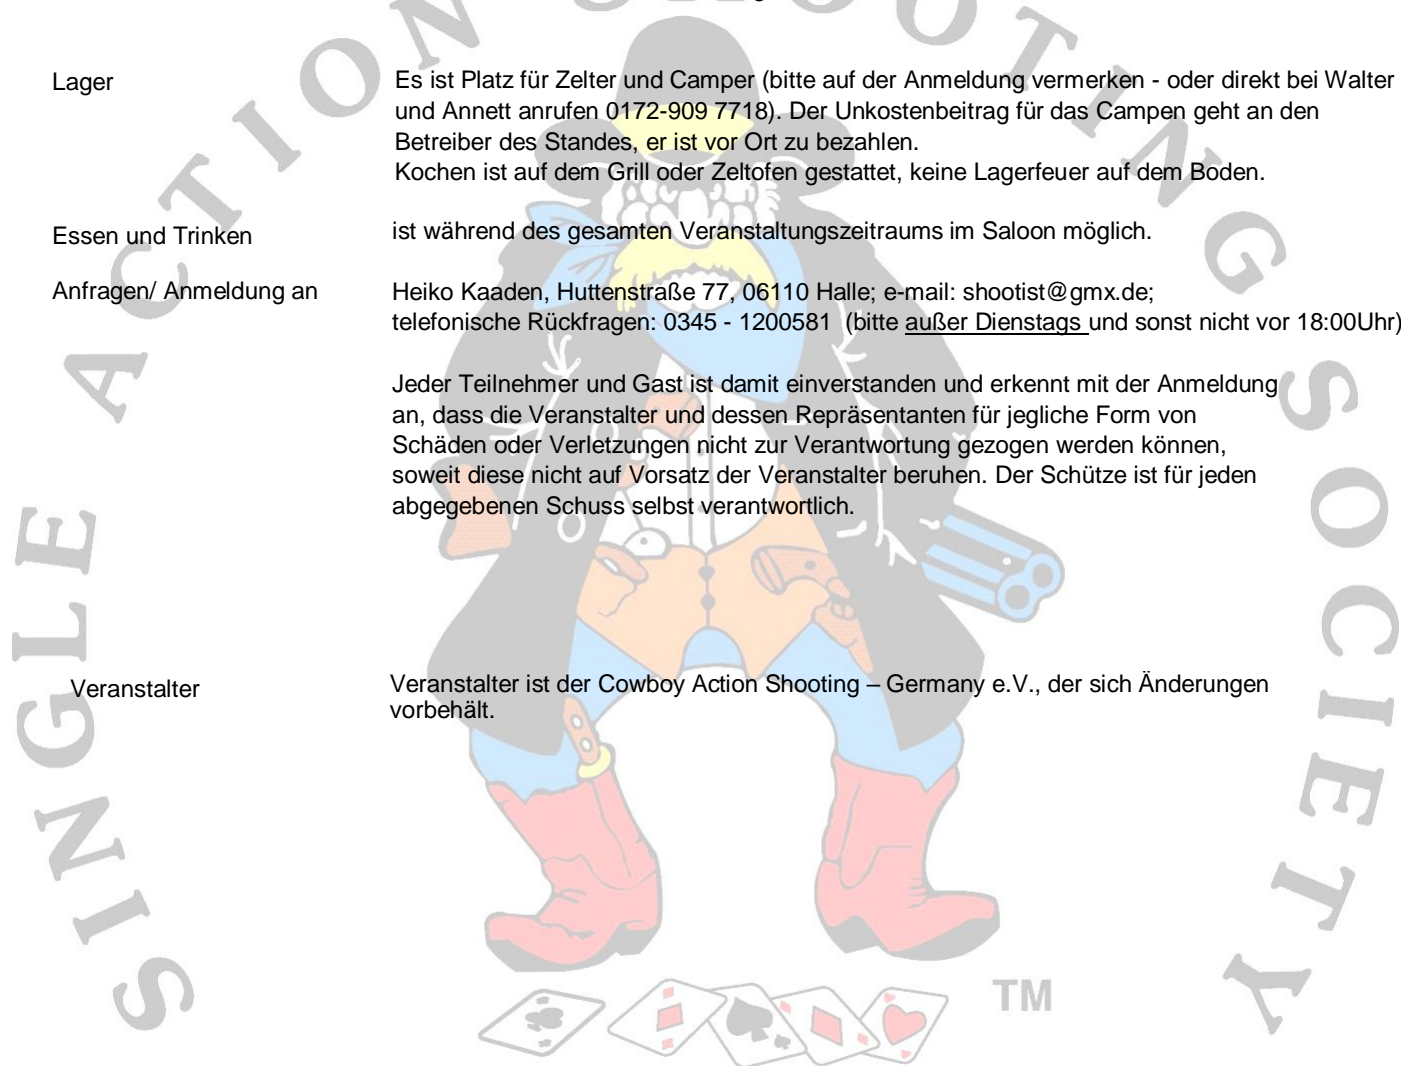 Lager
Es ist Platz für Zelter und Camper (bitte auf der Anmeldung vermerken - oder direkt bei Walter
und Annett anrufen 0172-909 7718). Der Unkostenbeitrag für das Campen geht an den
Betreiber des Standes, er ist vor Ort zu bezahlen.
Kochen ist auf dem Grill oder Zeltofen gestattet, keine Lagerfeuer auf dem Boden.
Essen und Trinken
ist während des gesamten Veranstaltungszeitraums im Saloon möglich.
Anfragen/ Anmeldung an
Heiko Kaaden, Huttenstraße 77, 06110 Halle; e-mail: shootist@gmx.de;
telefonische Rückfragen: 0345 - 1200581 (bitte außer Dienstags und sonst nicht vor 18:00Uhr)
Jeder Teilnehmer und Gast ist damit einverstanden und erkennt mit der Anmeldung
an, dass die Veranstalter und dessen Repräsentanten für jegliche Form von
Schäden oder Verletzungen nicht zur Verantwortung gezogen werden können,
soweit diese nicht auf Vorsatz der Veranstalter beruhen. Der Schütze ist für jeden
abgegebenen Schuss selbst verantwortlich.
Veranstalter
Veranstalter ist der Cowboy Action Shooting – Germany e.V., der sich Änderungen
vorbehält.
SINGLE ACTION SHOOTING SOCIETY
TM